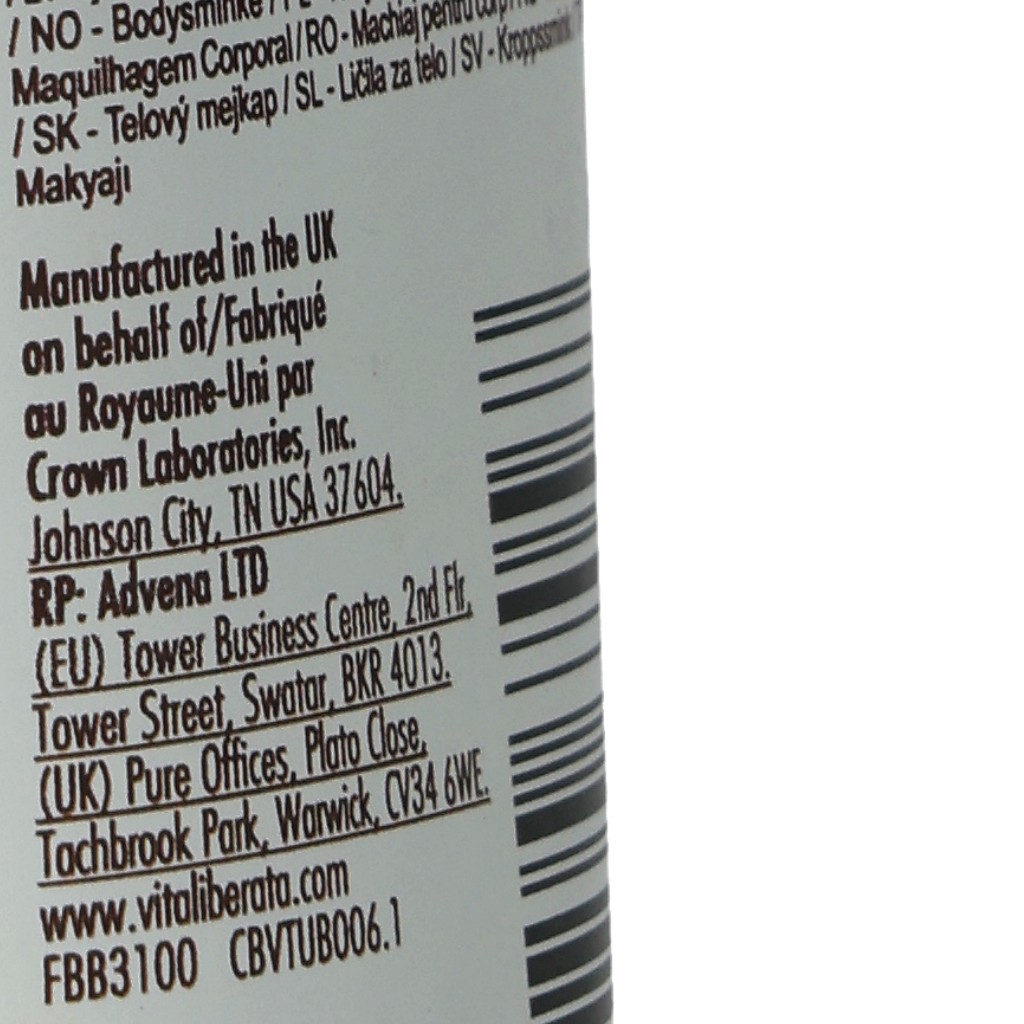 / NO - Bodysminke /
Maquilhagem Corporal / RO - Machiaj pentru corp
/ SK - Telový mejkap / SL - Ličila za telo / SV - Kroppssmink
Makyajı
Manufactured in the UK
on behalf of/Fabriqué
au Royaume-Uni par
Crown Laboratories, Inc.
Johnson City, TN USA 37604.
RP: Advena LTD
(EU) Tower Business Centre, 2nd Flr,
Tower Street, Swatar, BKR 4013.
(UK) Pure Offices, Plato Close,
Tachbrook Park, Warwick, CV34 6WE.
www.vitaliberata.com
FBB3100 CBVTUB006.1